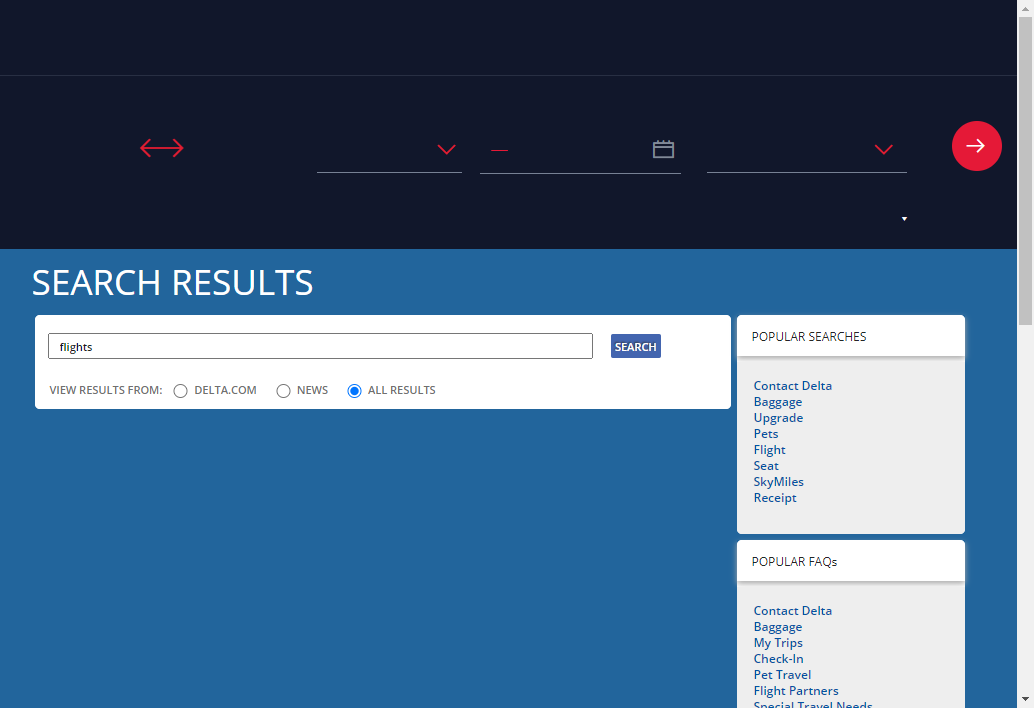 SEARCH RESULTS
flights
SEARCH
VIEW RESULTS FROM: DELTA.COM NEWS ALL RESULTS
POPULAR SEARCHES
Contact Delta
Baggage
Upgrade
Pets
Flight
Seat
SkyMiles
Receipt
POPULAR FAQs
Contact Delta
Baggage
My Trips
Check-In
Pet Travel
Flight Partners
Special Travel Needs